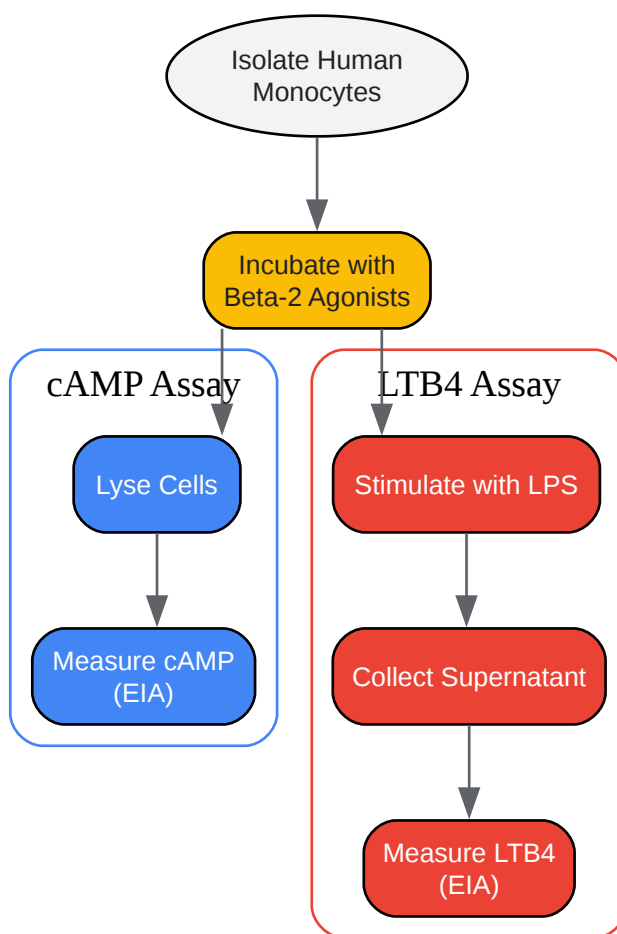 Isolate Human
Monocytes
Incubate with
Beta-2 Agonists
cAMP Assay
Lyse Cells
Measure cAMP
(EIA)
LTB4 Assay
Stimulate with LPS
Collect Supernatant
Measure LTB4
(EIA)